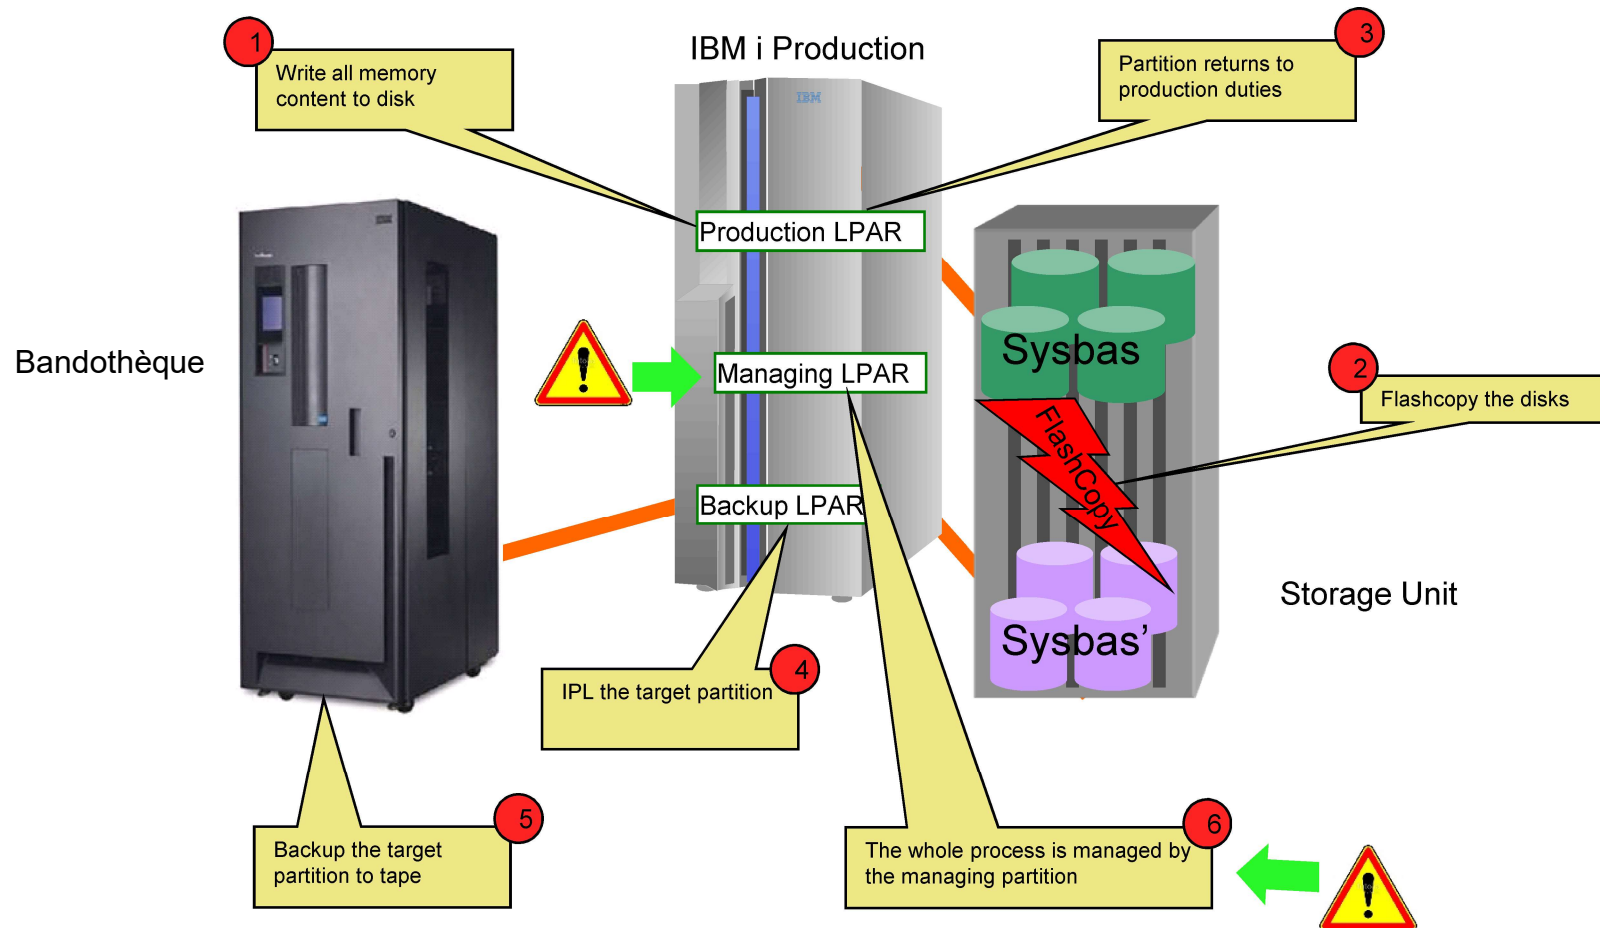 1
Write all memory
content to disk
IBM i Production
3
Partition returns to
production duties
IBM
Production LPAR
Bandothèque
Managing LPAR
Sysbas
2
Flashcopy the disks
FlashCopy
Backup LPAR
Storage Unit
Sysbas’
4
IPL the target partition
5
Backup the target
partition to tape
6
The whole process is managed by
the managing partition